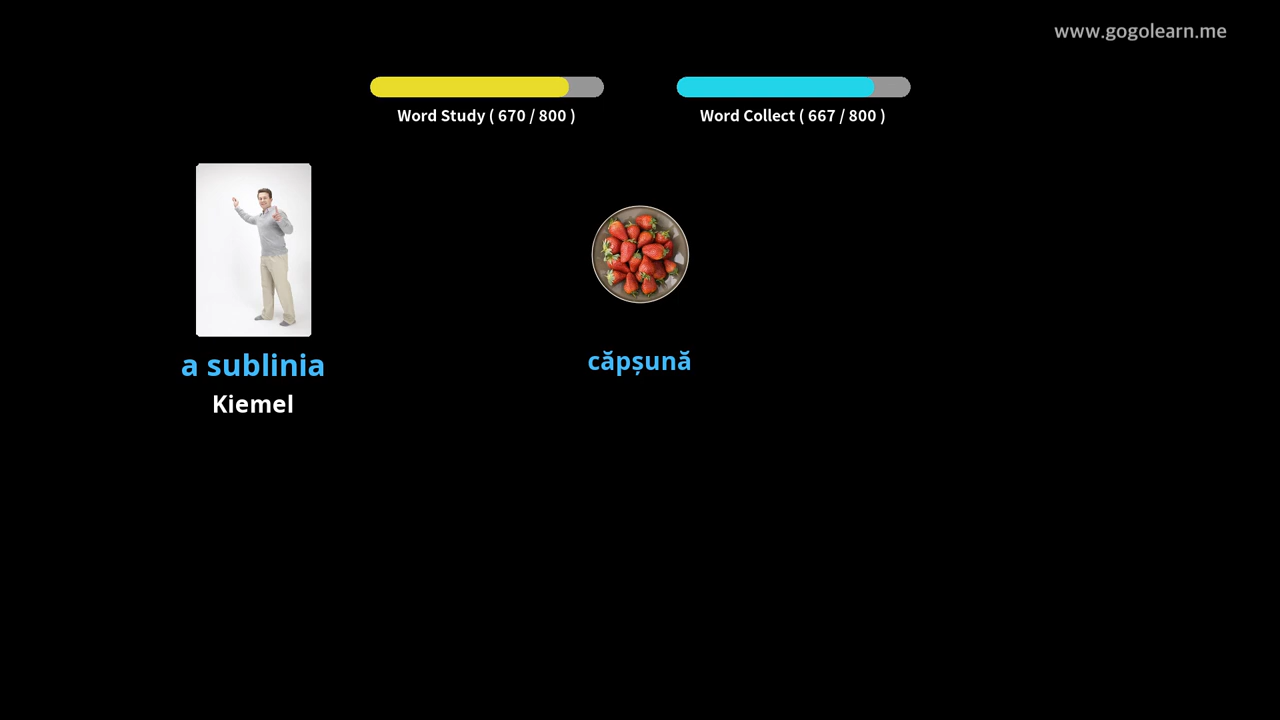 www.gogolearn.me
Word Study ( 670 / 800 )
Word Collect ( 667 / 800 )
a sublinia
Kiemel
căpșună